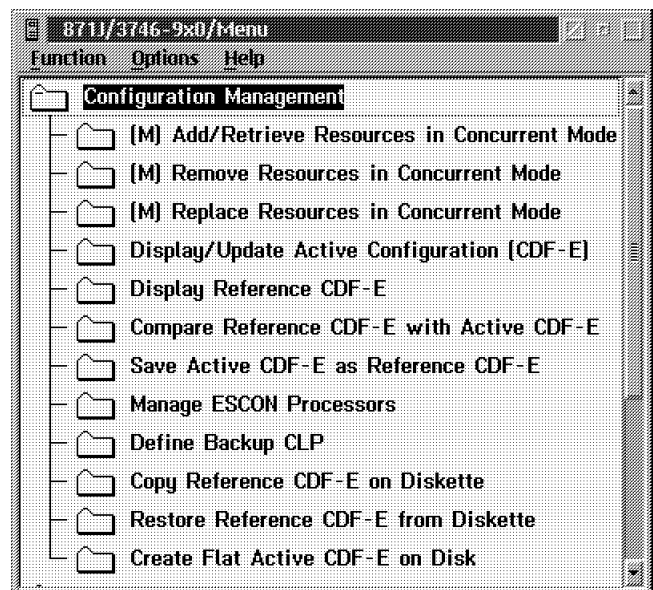 871J/3746-9x0/Menu
Function Options Help
Configuration Management
(M) Add/Retrieve Resources in Concurrent Mode
(M) Remove Resources in Concurrent Mode
(M) Replace Resources in Concurrent Mode
Display/Update Active Configuration (CDF-E)
Display Reference CDF-E
Compare Reference CDF-E with Active CDF-E
Save Active CDF-E as Reference CDF-E
Manage ESCON Processors
Define Backup CLP
Copy Reference CDF-E on Diskette
Restore Reference CDF-E from Diskette
Create Flat Active CDF-E on Disk